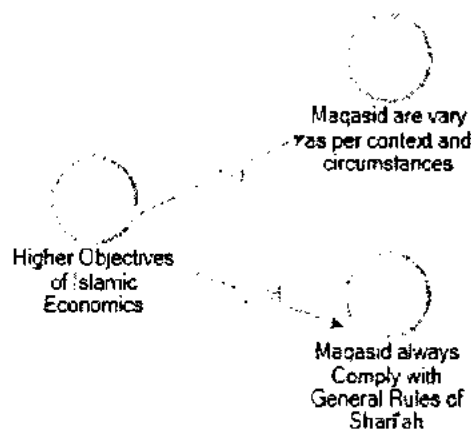 Maqasid are vary
as per context and
circumstances
Higher Objectives
of Islamic
Economics
Maqasid always
Comply with
General Rules of
Shari'ah